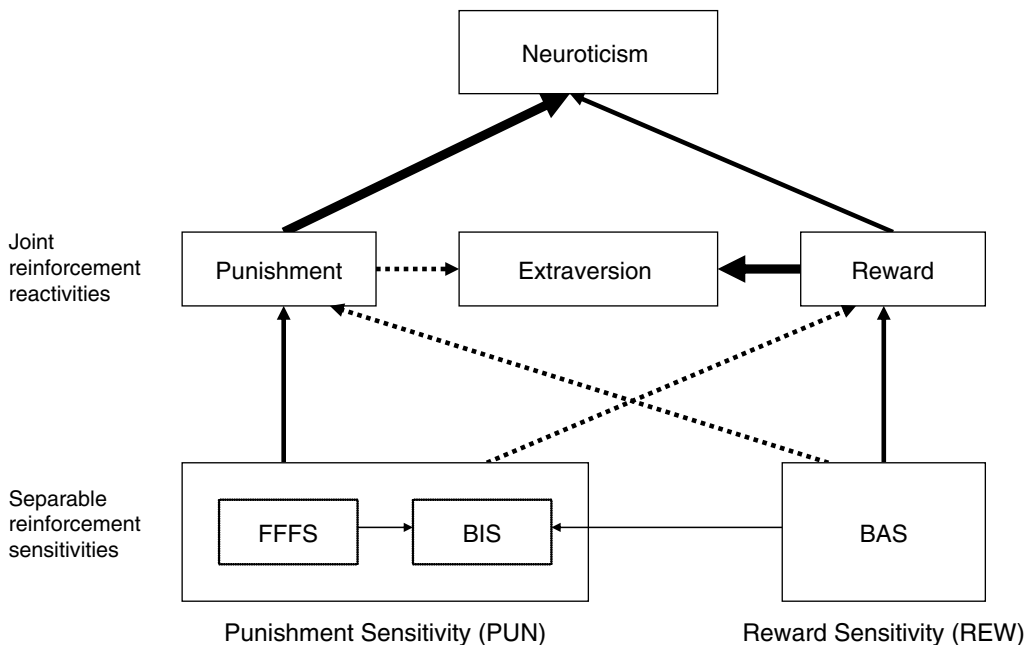 Neuroticism
Joint
reinforcement
reactivities
Punishment
Extraversion
Reward
Separable
reinforcement
sensitivities
FFFS
BIS
BAS
Punishment Sensitivity (PUN)
Reward Sensitivity (REW)